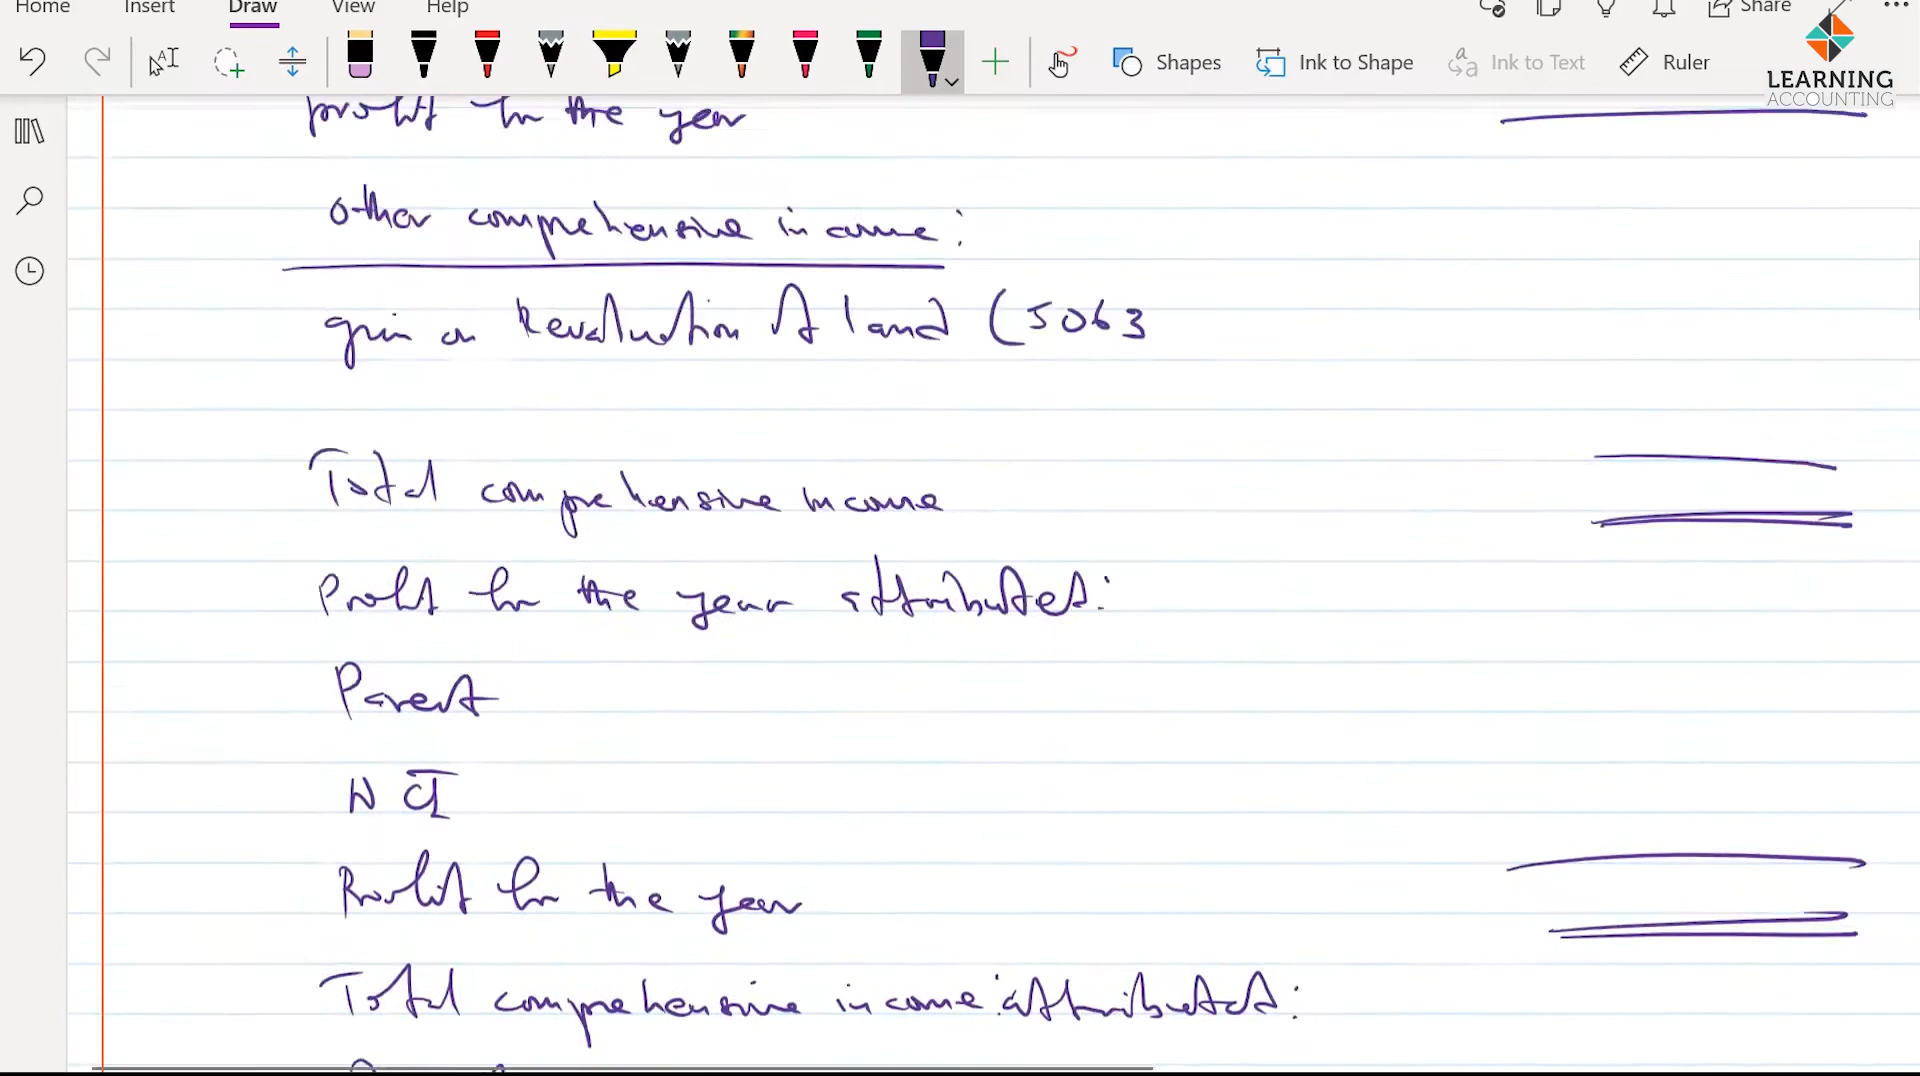 Home Insert Draw View Help Share
Shapes Ink to Shape Ink to Text Ruler
LEARNING
ACCOUNTING
profit for the year
other comprehensive income:
gain on Revaluation of land (5063
Total comprehensive income
Profit for the year attributed:
Parent
NCI
Profit for the year
Total comprehensive income attributed: